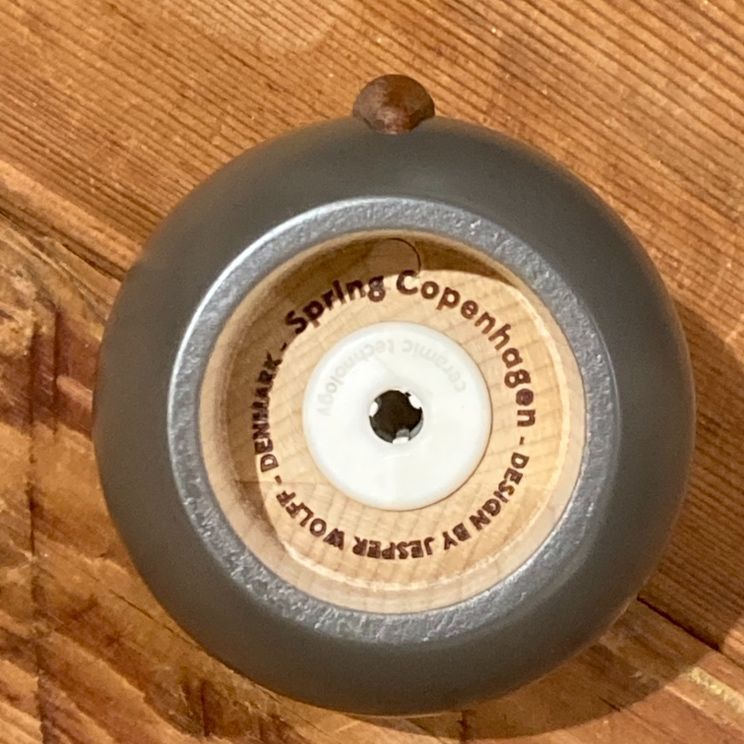 Spring Copenhagen - DESIGN BY JESPER WOLFF - DENMARK -
ceramic technology